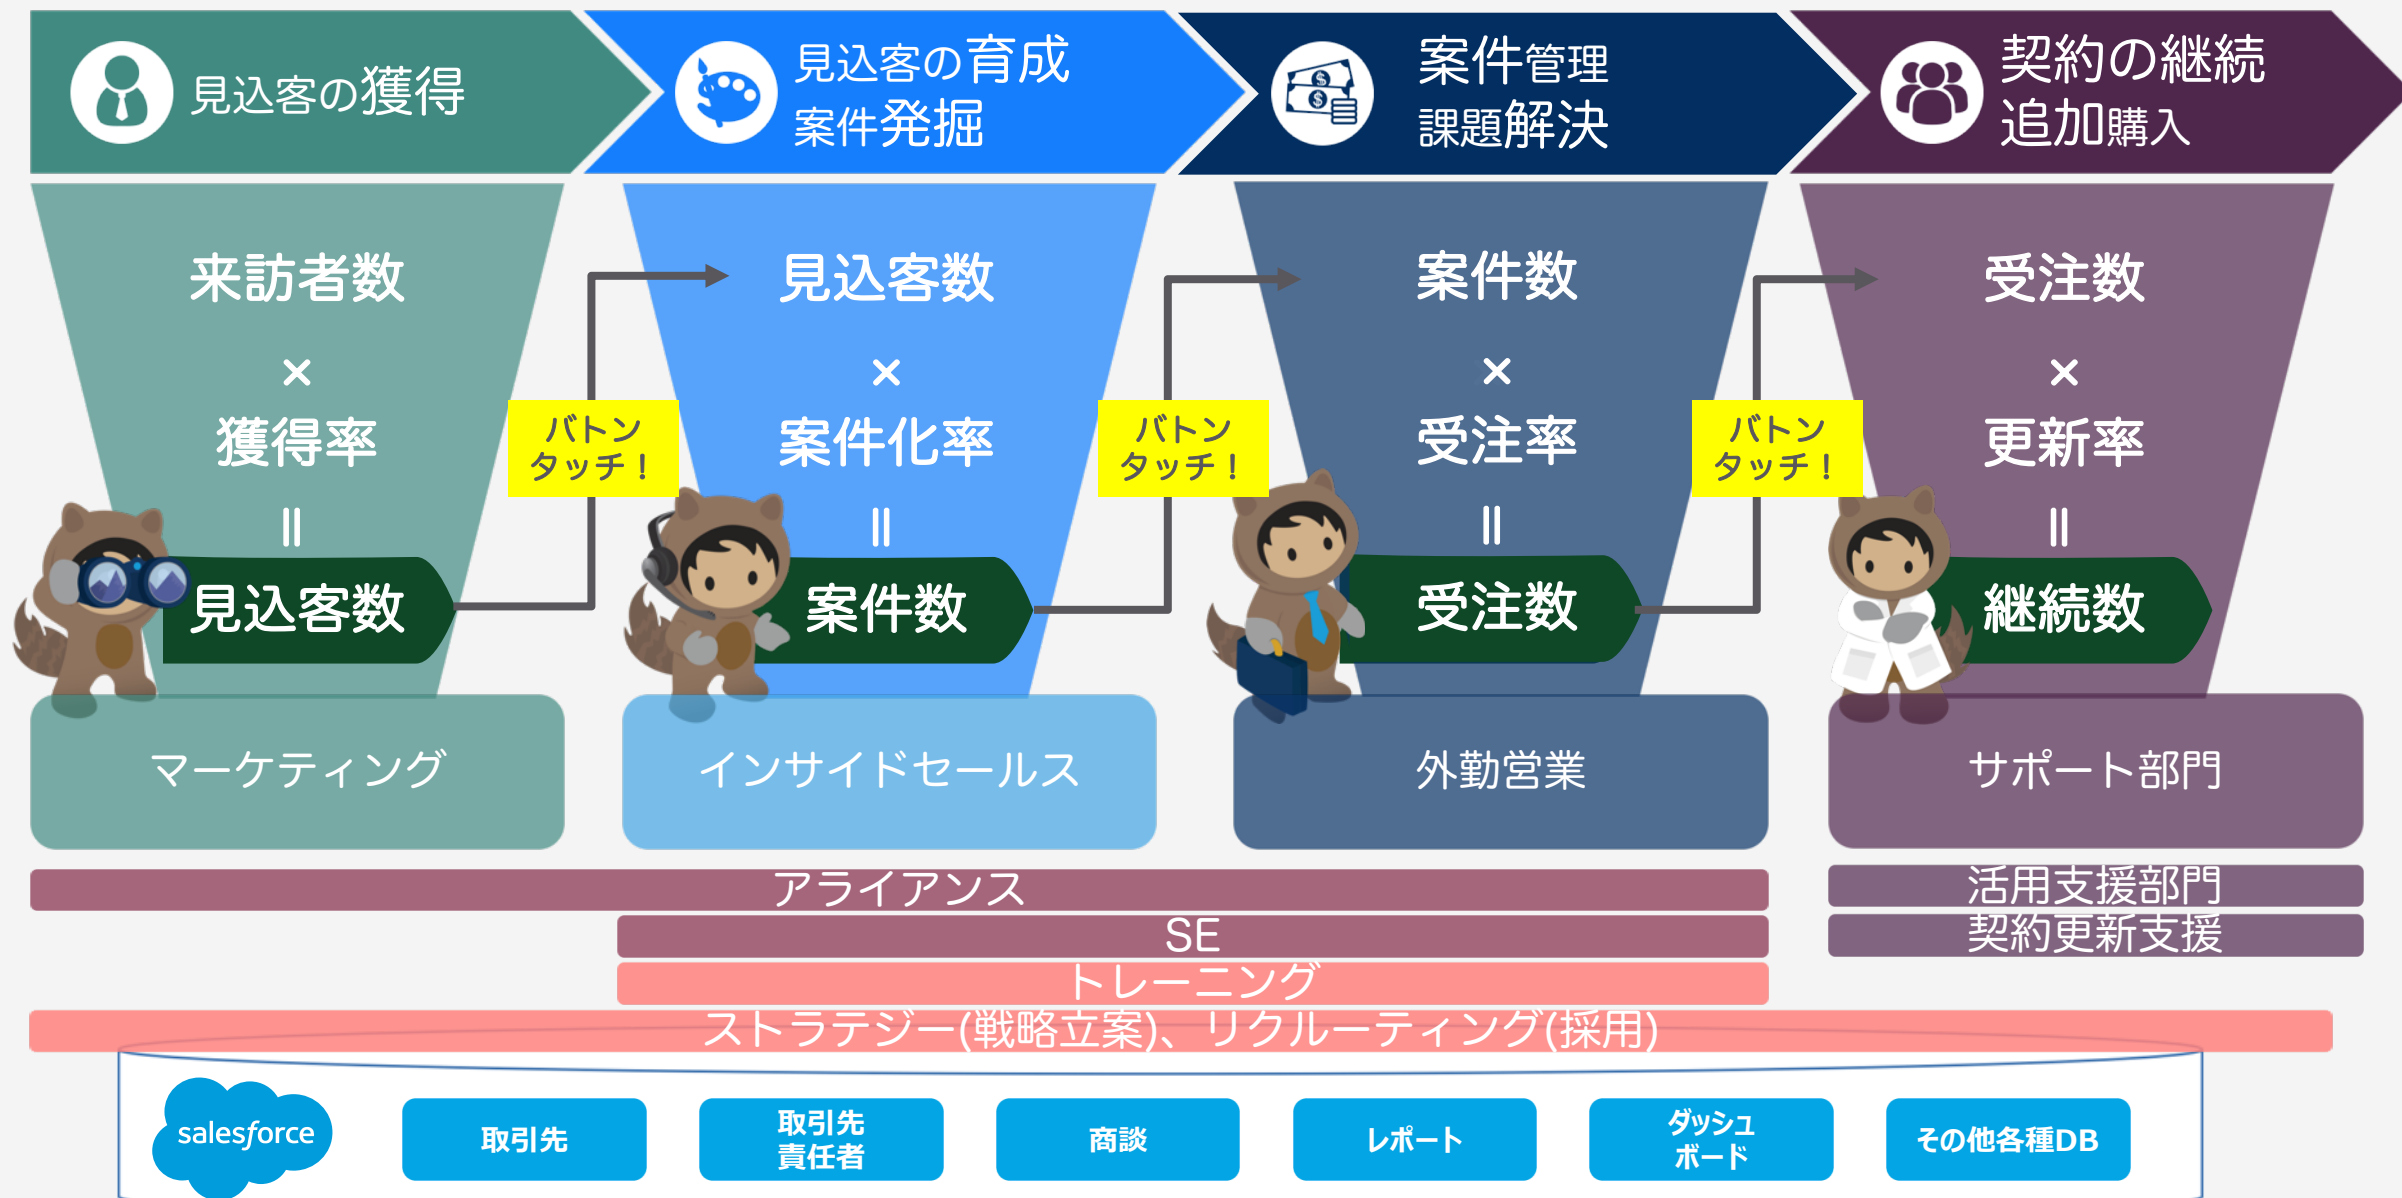 見込客の獲得
見込客の育成
案件発掘
案件管理
課題解決
契約の継続
追加購入
来訪者数
×
獲得率
||
見込客数
バトン
タッチ！
見込客数
×
案件化率
||
案件数
バトン
タッチ！
案件数
×
受注率
||
受注数
バトン
タッチ！
受注数
×
更新率
||
継続数
マーケティング
インサイドセールス
外勤営業
サポート部門
アライアンス
SE
トレーニング
活用支援部門
契約更新支援
ストラテジー(戦略立案)、リクルーティング(採用)
salesforce
取引先
取引先
責任者
商談
レポート
ダッシュ
ボード
その他各種DB